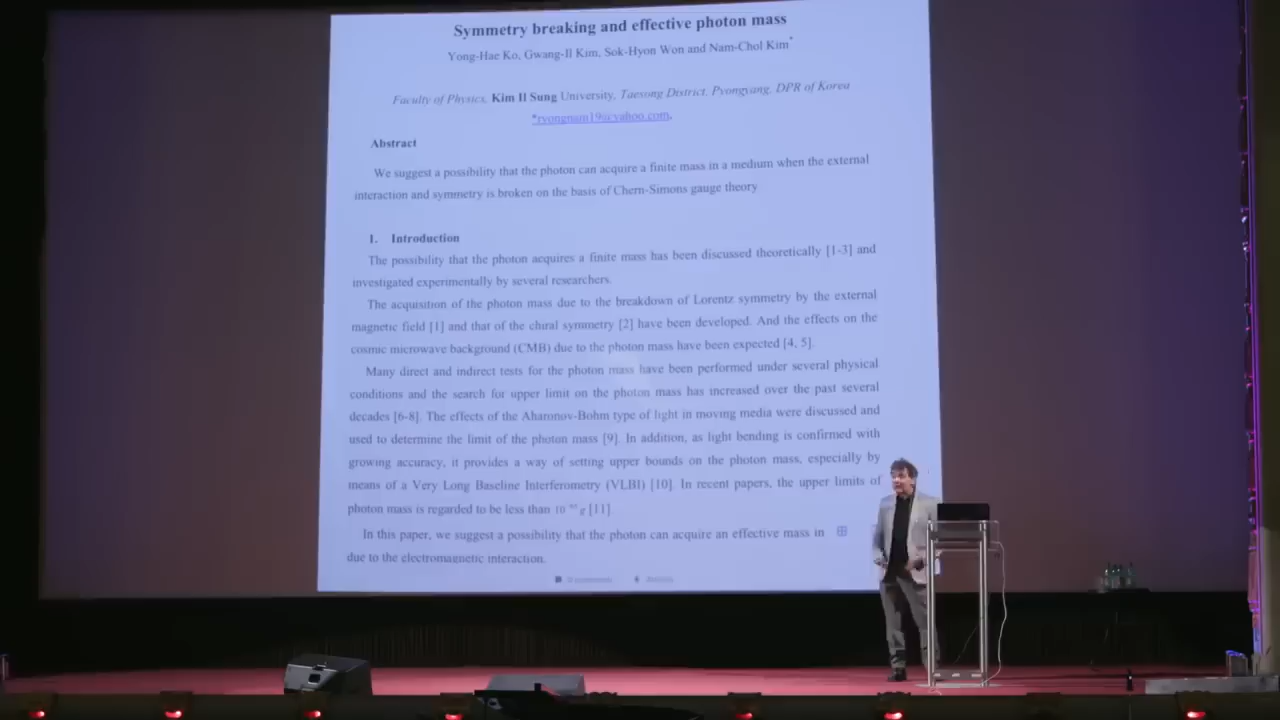 Symmetry breaking and effective photon mass
Yong-Hae Ko, Gwang-Il Kim, Sok-Hyon Won and Nam-Chol Kim*
Faculty of Physics, Kim Il Sung University, Taesong District, Pyongyang, DPR of Korea
*ryongnam19@yahoo.com,
Abstract
We suggest a possibility that the photon can acquire a finite mass in a medium when the external
interaction and symmetry is broken on the basis of Chern-Simons gauge theory
1. Introduction
The possibility that the photon acquires a finite mass has been discussed theoretically [1-3] and
investigated experimentally by several researchers.
The acquisition of the photon mass due to the breakdown of Lorentz symmetry by the external
magnetic field [1] and that of the chiral symmetry [2] have been developed. And the effects on the
cosmic microwave background (CMB) due to the photon mass have been expected [4, 5].
Many direct and indirect tests for the photon mass have been performed under several physical
conditions and the search for upper limit on the photon mass has increased over the past several
decades [6-8]. The effects of the Aharonov-Bohm type of light in moving media were discussed and
used to determine the limit of the photon mass [9]. In addition, as light bending is confirmed with
growing accuracy, it provides a way of setting upper bounds on the photon mass, especially by
means of a Very Long Baseline Interferometry (VLBI) [10]. In recent papers, the upper limits of
photon mass is regarded to be less than 10 g [11].
In this paper, we suggest a possibility that the photon can acquire an effective mass in
due to the electromagnetic interaction.